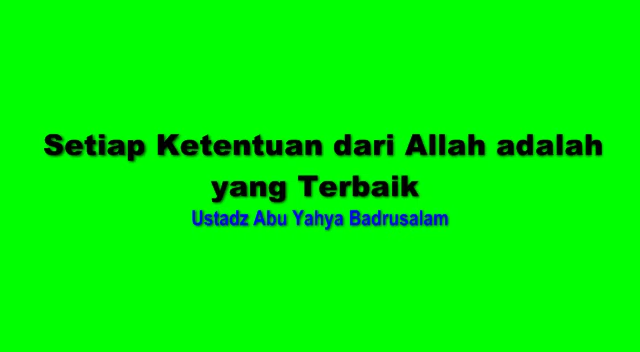 Setiap Ketentuan dari Allah adalah
yang Terbaik
Ustadz Abu Yahya Badrusalam